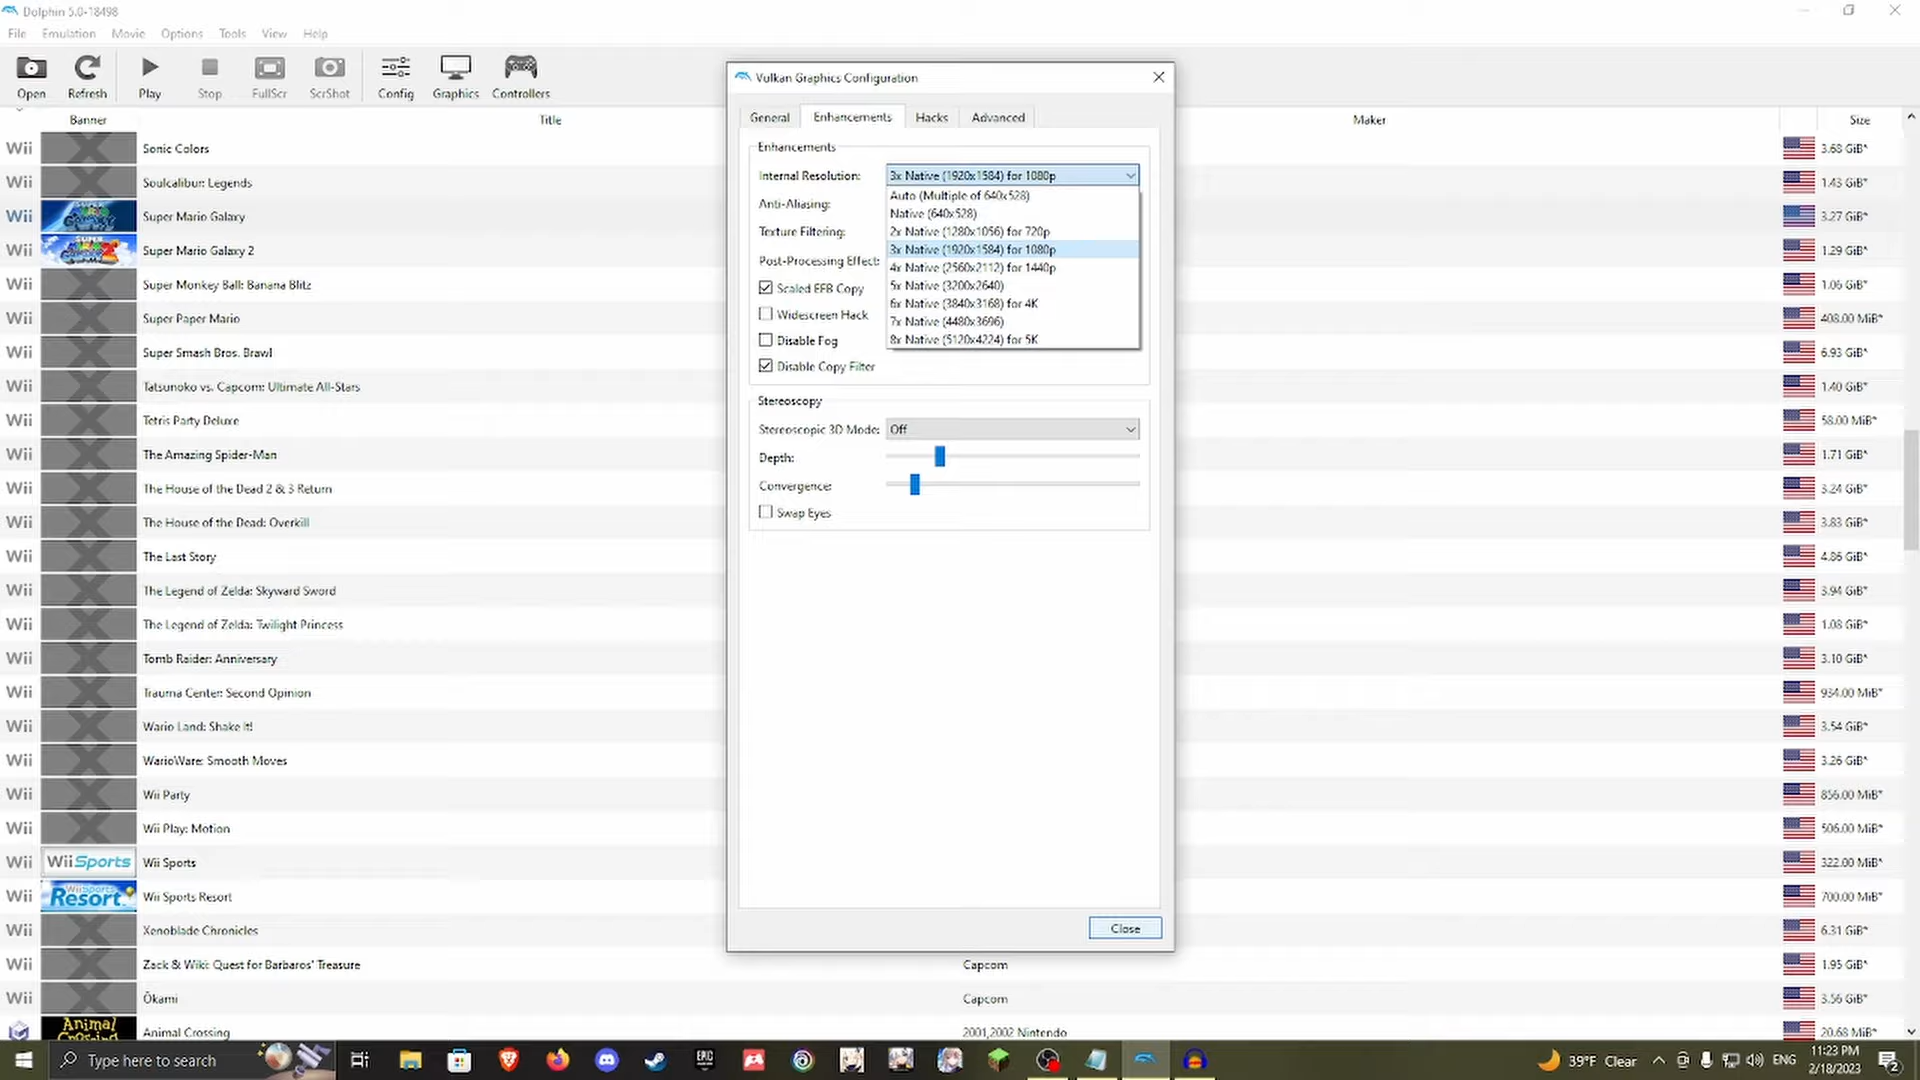 Dolphin 5.0-18498
File Emulation Movie Options Tools View Help
Open Refresh Play Stop FullScr ScrShot Config Graphics Controllers
Banner Title Maker Size
Wii Sonic Colors 3.68 GiB*
Wii Soulcalibur: Legends 1.43 GiB*
Wii Super Mario Galaxy 3.27 GiB*
Wii Super Mario Galaxy 2 1.29 GiB*
Wii Super Monkey Ball: Banana Blitz 1.06 GiB*
Wii Super Paper Mario 408.00 MiB*
Wii Super Smash Bros. Brawl 6.93 GiB*
Wii Tatsunoko vs. Capcom: Ultimate All-Stars 1.40 GiB*
Wii Tetris Party Deluxe 58.00 MiB*
Wii The Amazing Spider-Man 1.71 GiB*
Wii The House of the Dead 2 & 3 Return 3.24 GiB*
Wii The House of the Dead: Overkill 3.83 GiB*
Wii The Last Story 4.86 GiB*
Wii The Legend of Zelda: Skyward Sword 3.94 GiB*
Wii The Legend of Zelda: Twilight Princess 1.08 GiB*
Wii Tomb Raider: Anniversary 3.10 GiB*
Wii Trauma Center: Second Opinion 934.00 MiB*
Wii Wario Land: Shake It! 3.54 GiB*
Wii WarioWare: Smooth Moves 3.26 GiB*
Wii Wii Party 856.00 MiB*
Wii Wii Play: Motion 506.00 MiB*
Wii Wii Sports Wii Sports 322.00 MiB*
Wii Wii Sports Resort Wii Sports Resort 700.00 MiB*
Wii Xenoblade Chronicles 6.31 GiB*
Wii Zack & Wiki: Quest for Barbaros' Treasure Capcom 1.95 GiB*
Wii Ōkami Capcom 3.56 GiB*
Animal Crossing Animal Crossing 2001,2002 Nintendo 20.68 MiB*
Vulkan Graphics Configuration
General Enhancements Hacks Advanced
Enhancements
Internal Resolution: 3x Native (1920x1584) for 1080p
Auto (Multiple of 640x528)
Native (640x528)
2x Native (1280x1056) for 720p
3x Native (1920x1584) for 1080p
4x Native (2560x2112) for 1440p
5x Native (3200x2640)
6x Native (3840x3168) for 4K
7x Native (4480x3696)
8x Native (5120x4224) for 5K
Anti-Aliasing:
Texture Filtering:
Post-Processing Effect:
Scaled EFB Copy
Widescreen Hack
Disable Fog
Disable Copy Filter
Stereoscopy
Stereoscopic 3D Mode: Off
Depth:
Convergence:
Swap Eyes
Close
Type here to search
EPIC
39°F Clear
ENG
11:23 PM
2/18/2023
2